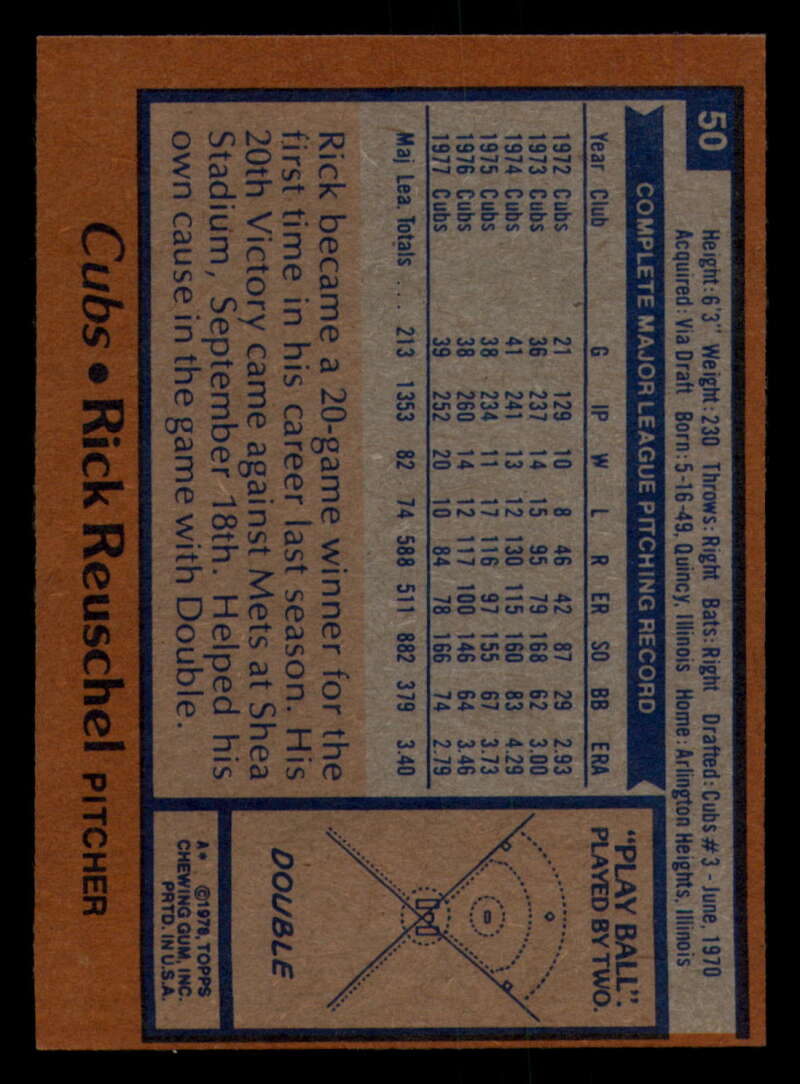 50
Height: 6'3" Weight: 230 Throws: Right Bats: Right Drafted: Cubs #3 - June, 1970
Acquired: Via Draft Born: 5-16-49, Quincy, Illinois Home: Arlington Heights, Illinois
COMPLETE MAJOR LEAGUE PITCHING RECORD
Year Club G IP W L R ER SO BB ERA
1972 Cubs 21 129 10 8 46 42 87 29 2.93
1973 Cubs 36 237 14 15 95 79 168 62 3.00
1974 Cubs 41 241 13 12 130 115 160 83 4.29
1975 Cubs 38 234 11 17 116 97 155 67 3.73
1976 Cubs 38 260 14 12 117 100 146 64 3.46
1977 Cubs 39 252 20 10 84 78 166 74 2.79
Maj. Lea. Totals .... 213 1353 82 74 588 511 882 379 3.40
Rick became a 20-game winner for the
first time in his career last season. His
20th Victory came against Mets at Shea
Stadium, September 18th. Helped his
own cause in the game with Double.
"PLAY BALL":
PLAYED BY TWO.
DOUBLE
A* ©1978, TOPPS
CHEWING GUM, INC.
PRTD. IN U.S.A.
Cubs • Rick Reuschel PITCHER